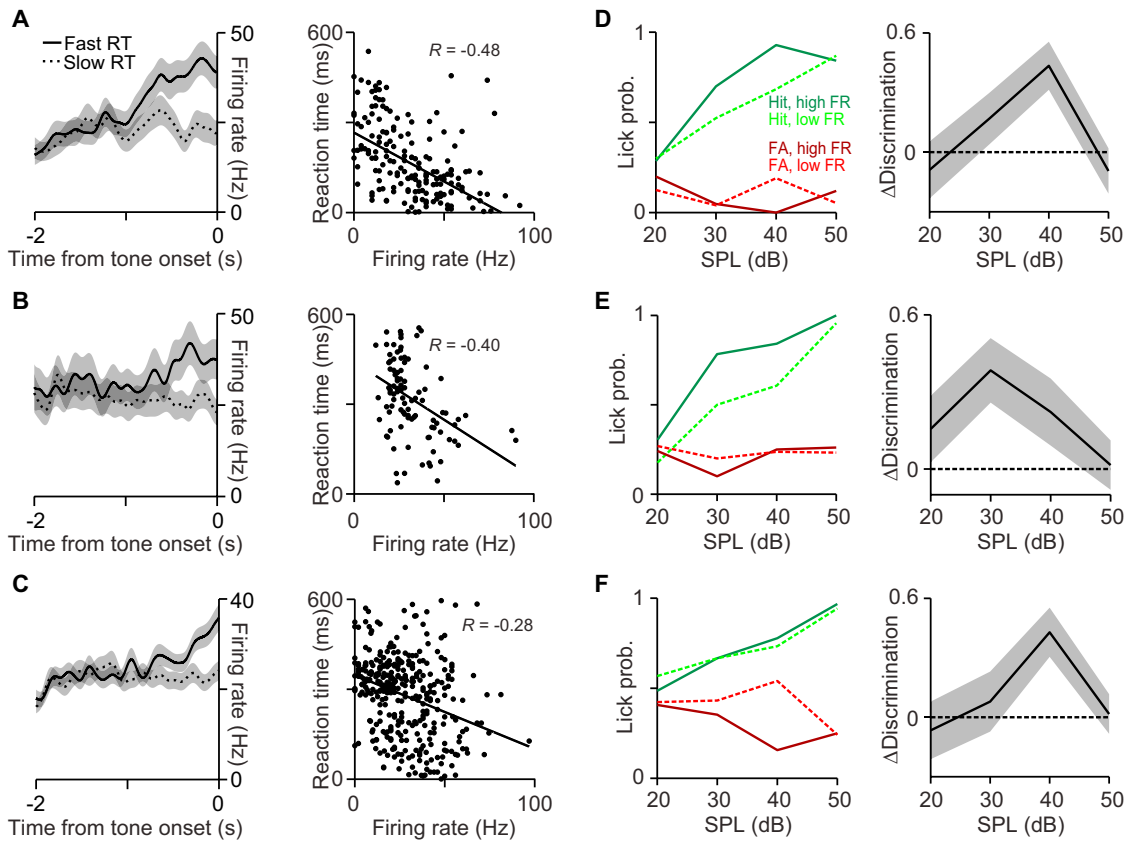 A
Fast RT
Slow RT
50
Firing rate (Hz)
0
-2
-1
0
Time from tone onset (s)
600
Reaction time (ms)
0
R = -0.48
0
100
Firing rate (Hz)
D
1
Lick prob.
0
Hit, high FR
Hit, low FR
FA, high FR
FA, low FR
20
30
40
50
SPL (dB)
0.6
ΔDiscrimination
0
20
30
40
50
SPL (dB)
B
50
Firing rate (Hz)
0
-2
-1
0
Time from tone onset (s)
600
Reaction time (ms)
0
R = -0.40
0
100
Firing rate (Hz)
E
1
Lick prob.
0
20
30
40
50
SPL (dB)
0.6
ΔDiscrimination
0
20
30
40
50
SPL (dB)
C
40
Firing rate (Hz)
0
-2
-1
0
Time from tone onset (s)
600
Reaction time (ms)
0
R = -0.28
0
100
Firing rate (Hz)
F
1
Lick prob.
0
20
30
40
50
SPL (dB)
0.6
ΔDiscrimination
0
20
30
40
50
SPL (dB)